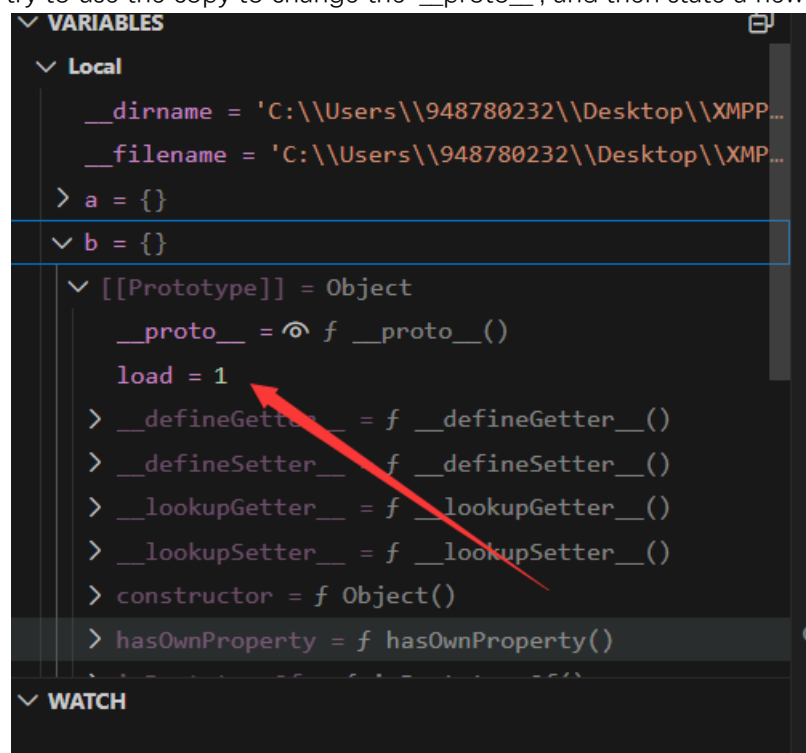 try to use the copy to change the '__proto__', and then state a new
VARIABLES
Local
__dirname = 'C:\\Users\\948780232\\Desktop\\XMPP…
__filename = 'C:\\Users\\948780232\\Desktop\\XMP…
a = {}
b = {}
[[Prototype]] = Object
__proto__ = ƒ __proto__()
load = 1
__defineGetter__ = ƒ __defineGetter__()
__defineSetter__ = ƒ __defineSetter__()
__lookupGetter__ = ƒ __lookupGetter__()
__lookupSetter__ = ƒ __lookupSetter__()
constructor = ƒ Object()
hasOwnProperty = ƒ hasOwnProperty()
WATCH